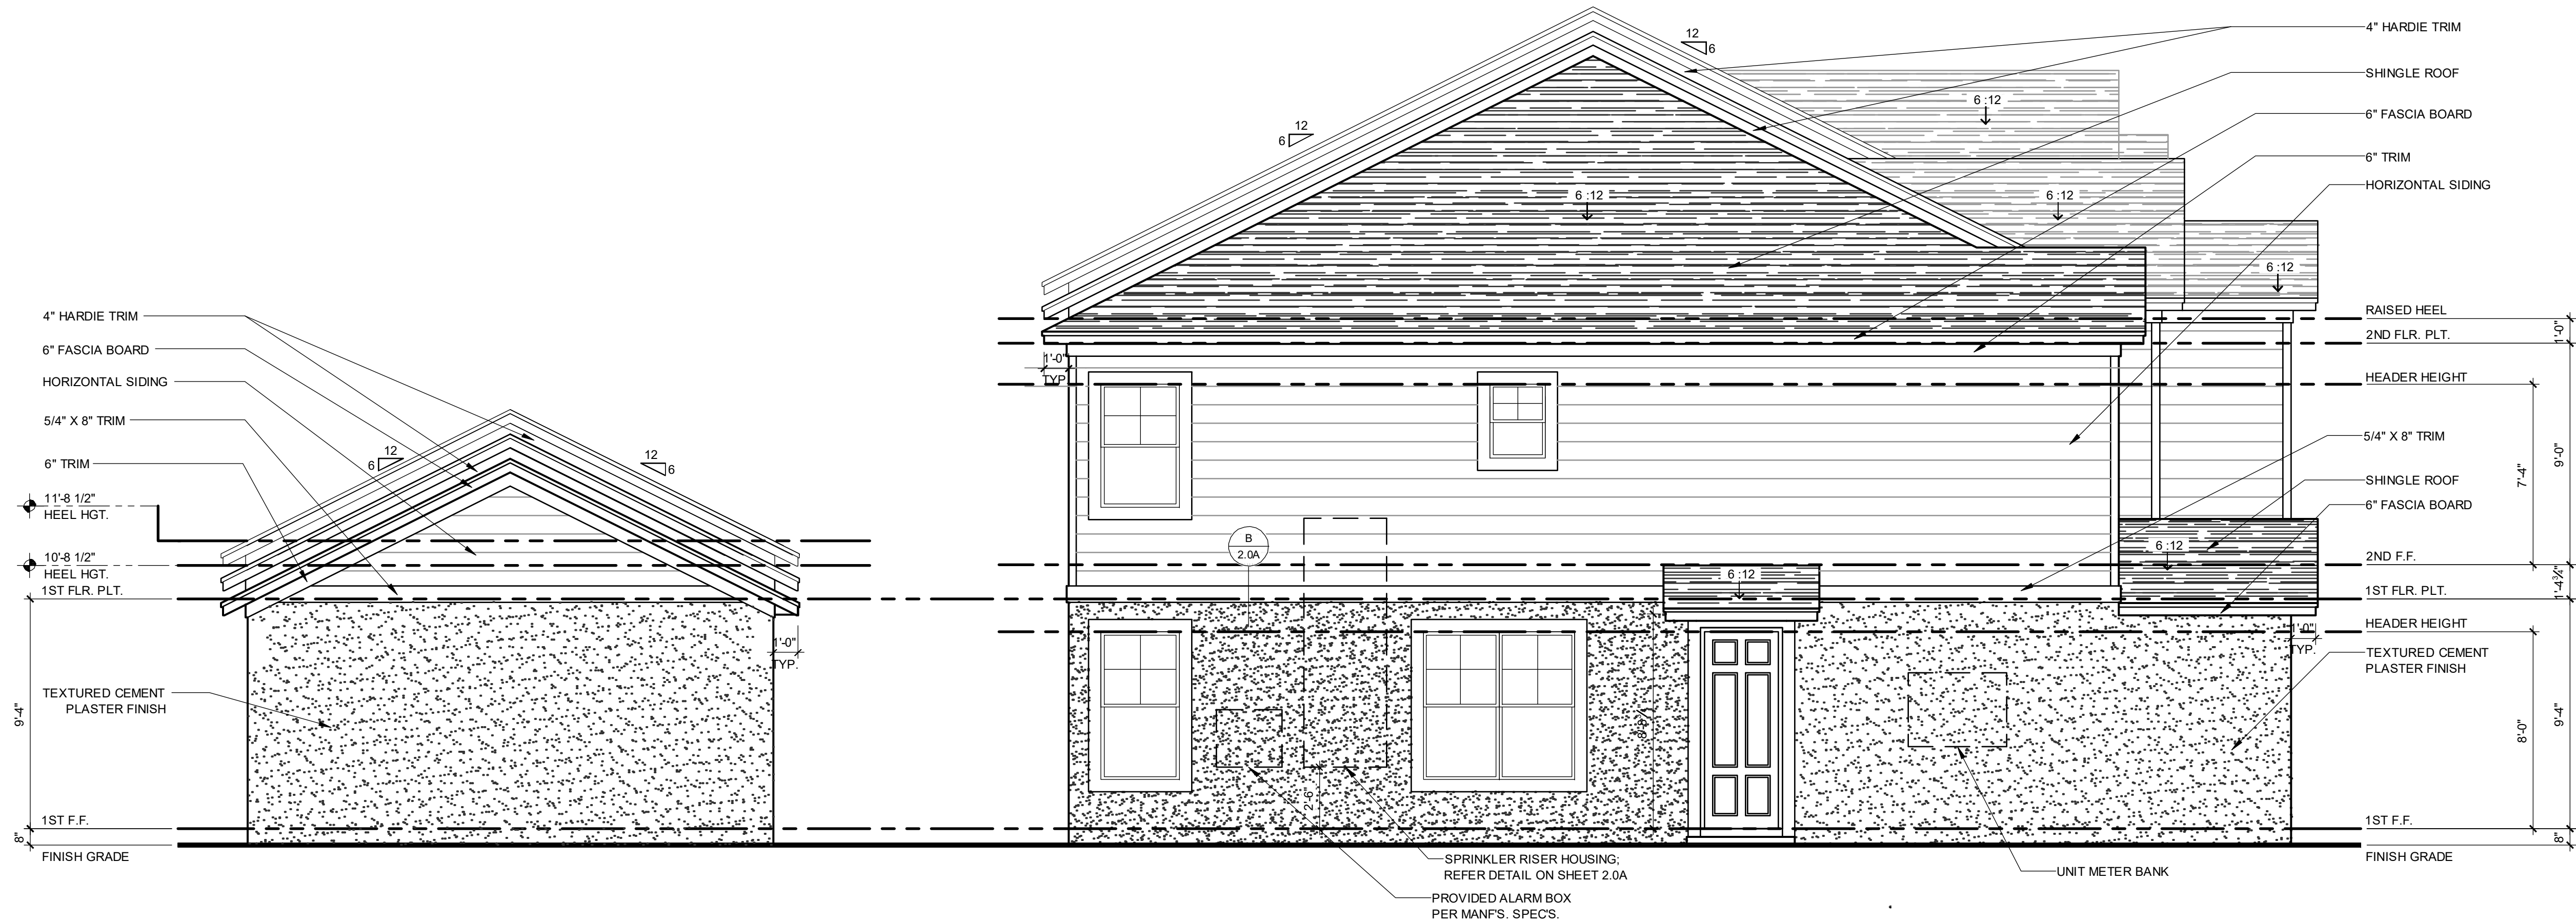 4" HARDIE TRIM
6" FASCIA BOARD
HORIZONTAL SIDING
5/4" X 8" TRIM
6" TRIM
11'-8 1/2"
HEEL HGT.
10'-8 1/2"
HEEL HGT.
1ST FLR. PLT.
TEXTURED CEMENT
PLASTER FINISH
9'-4"
1ST F.F.
8"
FINISH GRADE
12
6
12
6
1'-0"
TYP.
12
6
12
6
6 :12
6 :12
6 :12
6 :12
1'-0"
TYP.
B
2.0A
6 :12
6 :12
2'-6"
SPRINKLER RISER HOUSING;
REFER DETAIL ON SHEET 2.0A
PROVIDED ALARM BOX
PER MANF'S. SPEC'S.
UNIT METER BANK
4" HARDIE TRIM
SHINGLE ROOF
6" FASCIA BOARD
6" TRIM
HORIZONTAL SIDING
RAISED HEEL
2ND FLR. PLT.
HEADER HEIGHT
5/4" X 8" TRIM
SHINGLE ROOF
6" FASCIA BOARD
2ND F.F.
1ST FLR. PLT.
HEADER HEIGHT
1'-0"
TYP.
TEXTURED CEMENT
PLASTER FINISH
1ST F.F.
FINISH GRADE
1'-0"
9'-0"
7'-4"
1'-4¾"
9'-4"
8'-0"
8"